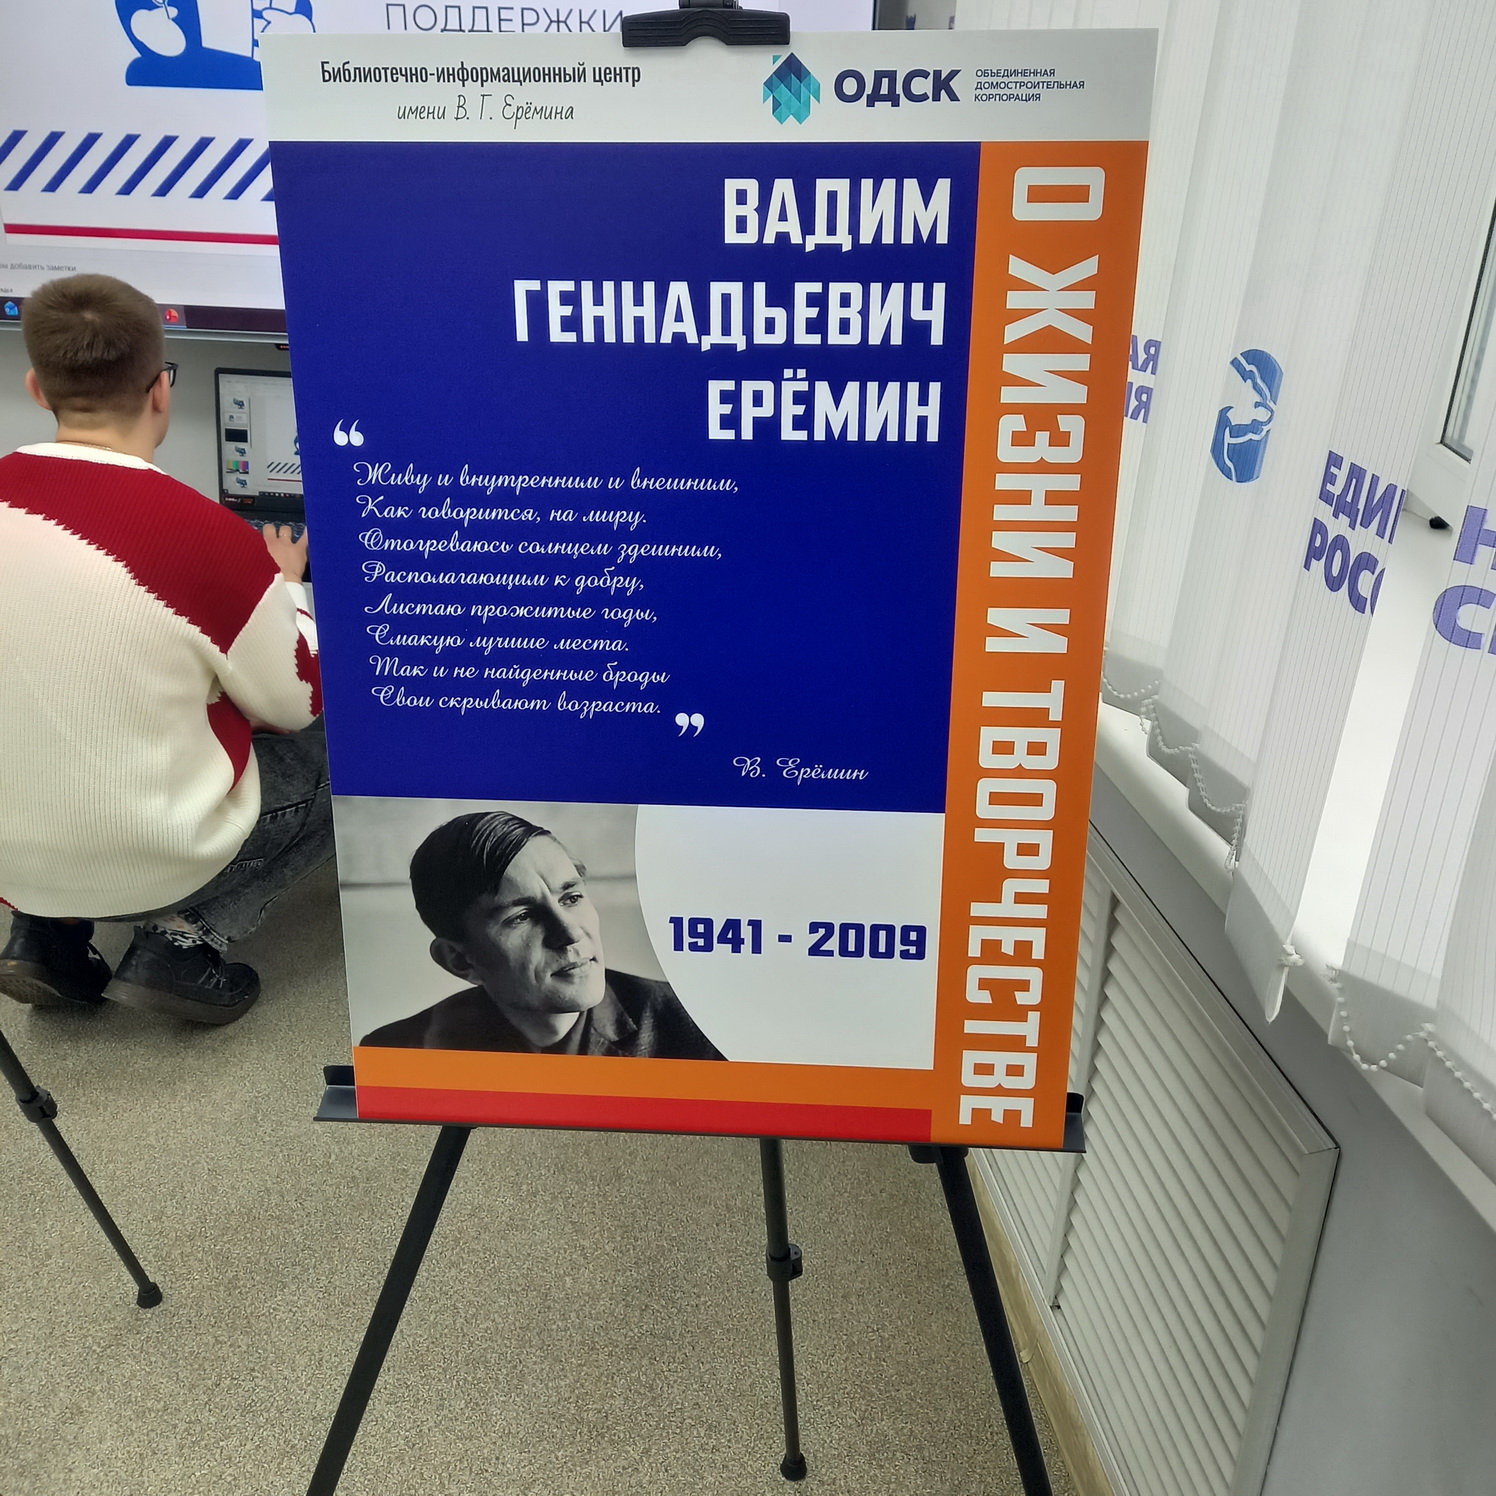 ПОДДЕРЖКИ
Библиотечно-информационный центр
имени В. Г. Ерёмина
ОДСК
ОБЪЕДИНЕННАЯ
ДОМОСТРОИТЕЛЬНАЯ
КОРПОРАЦИЯ
ВАДИМ
ГЕННАДЬЕВИЧ
ЕРЁМИН
“
Живу и внутренним и внешним,
Как говорится, на миру.
Отогреваюсь солнцем здешним,
Располагающим к добру,
Листаю прожитые годы,
Смакую лучшие места.
Так и не найденные броды
Свои скрывают возраста.
”
В. Ерёмин
1941 - 2009
О ЖИЗНИ И ТВОРЧЕСТВЕ
добавить заметки